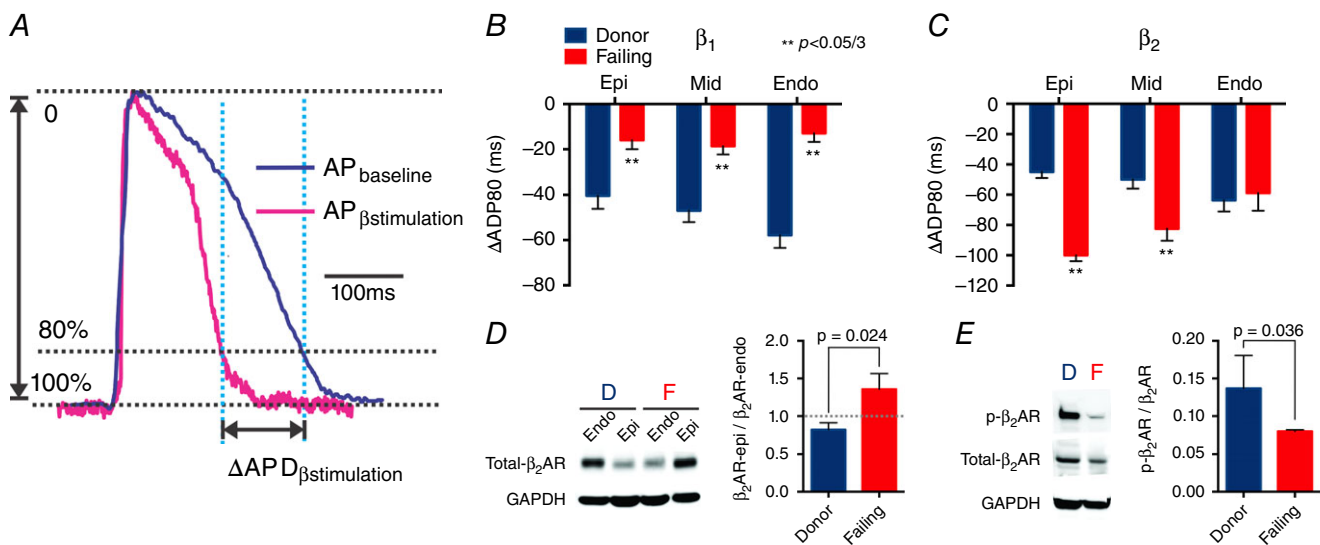 A
0
AP baseline
AP βstimulation
100ms
80%
100%
ΔAPD βstimulation
B
Donor
Failing
β1
** p<0.05/3
Epi Mid Endo
ΔADP80 (ms)
0
−20
−40
−60
−80
** ** **
C
β2
Epi Mid Endo
ΔADP80 (ms)
0
−20
−40
−60
−80
−100
−120
** **
D
D F
Endo Epi Endo Epi
Total-β2AR
GAPDH
β2AR-epi / β2AR-endo
p = 0.024
2.0
1.5
1.0
0.5
0.0
Donor Failing
E
D F
p-β2AR
Total-β2AR
GAPDH
p-β2AR / β2AR
p = 0.036
0.20
0.15
0.10
0.05
0.00
Donor Failing